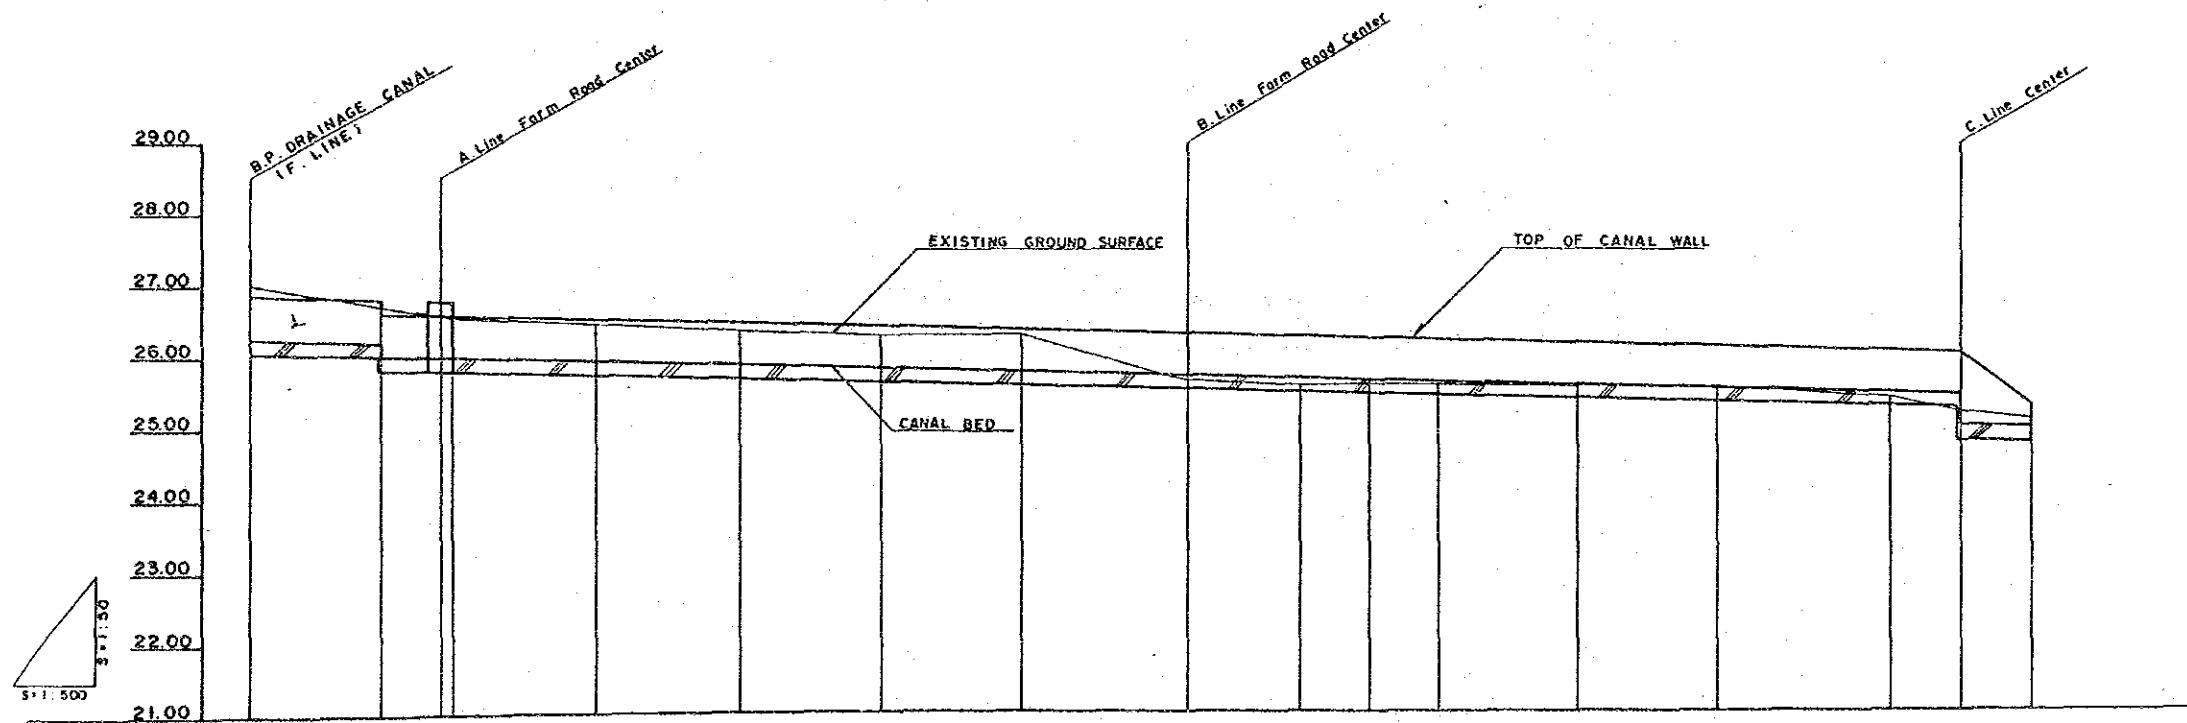 B.P. DRAINAGE CANAL
(F. LINE)
A. Line Farm Road Center
B. Line Farm Road Center
C. Line Center
29.00
28.00
EXISTING GROUND SURFACE
TOP OF CANAL WALL
27.00
26.00
25.00
CANAL BED
24.00
23.00
22.00
S=1:50
S=1:500
21.00